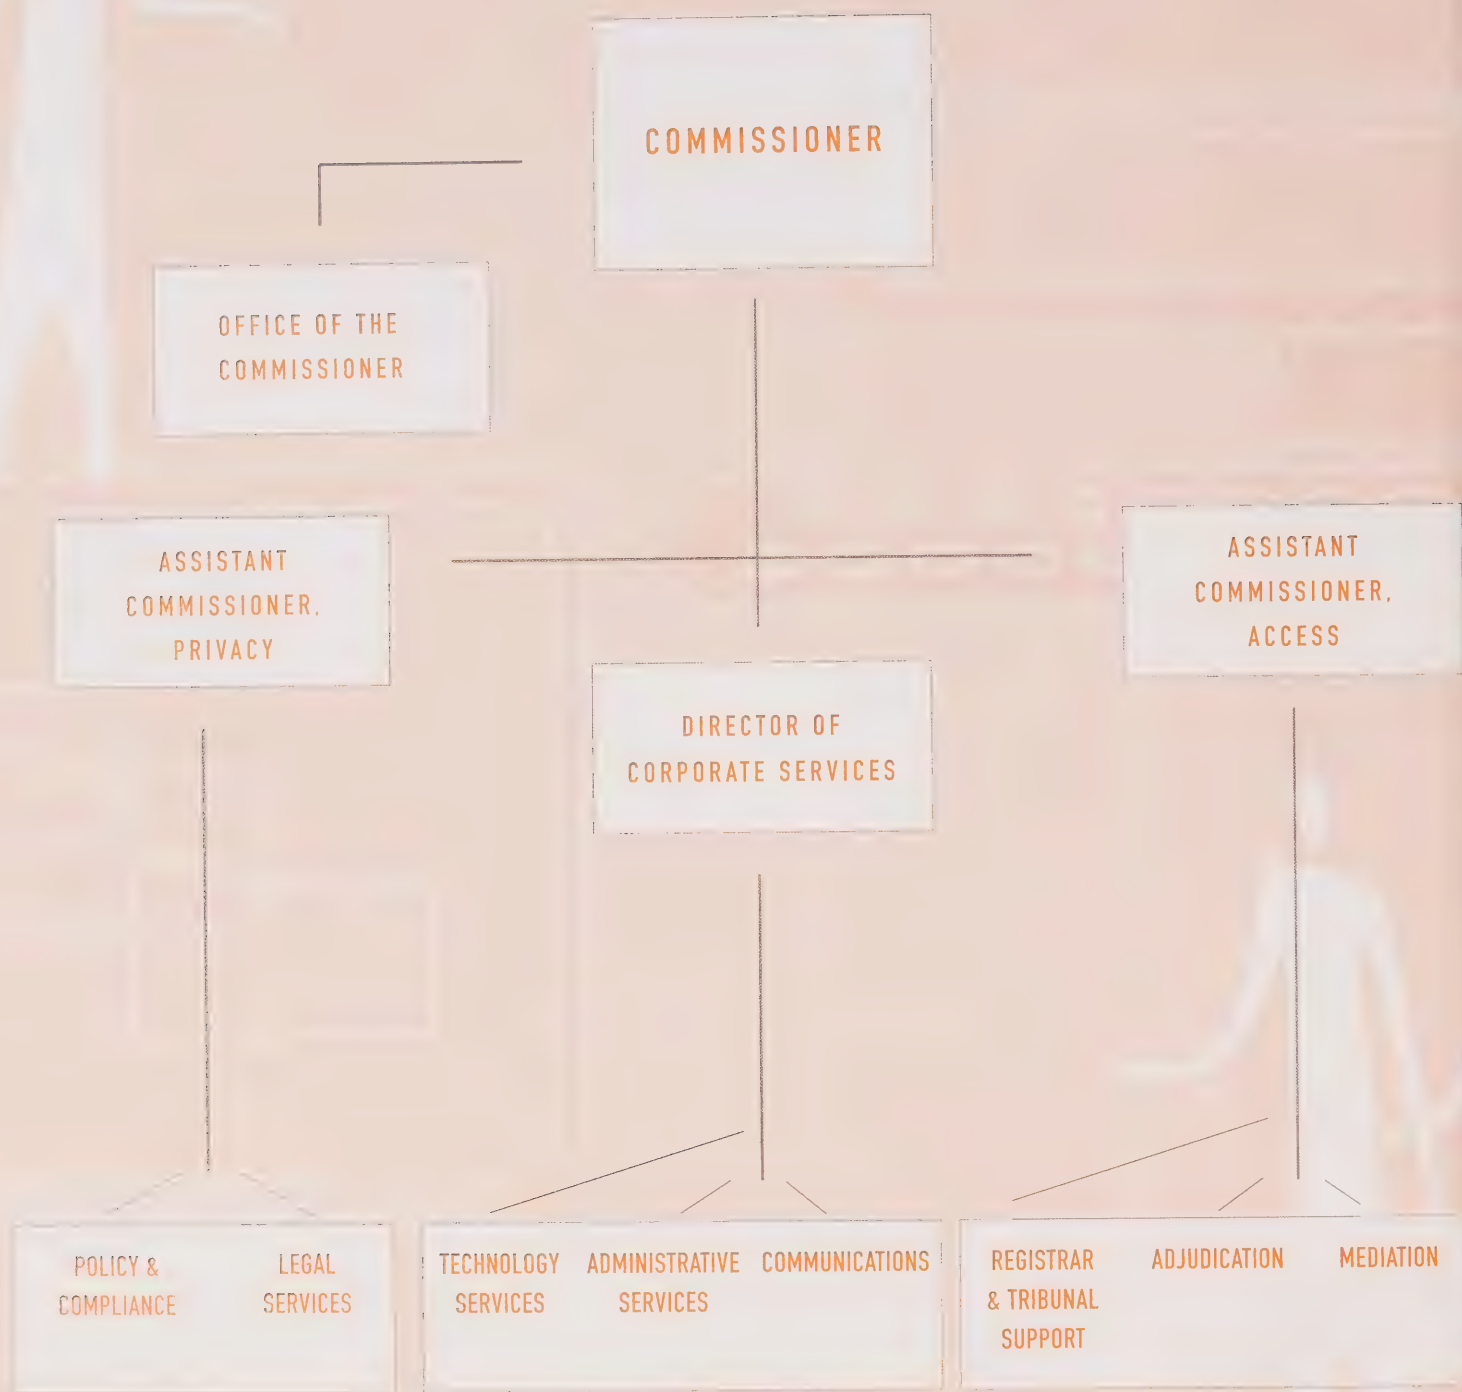 COMMISSIONER
OFFICE OF THE
COMMISSIONER
ASSISTANT
COMMISSIONER,
PRIVACY
ASSISTANT
COMMISSIONER,
ACCESS
DIRECTOR OF
CORPORATE SERVICES
POLICY &
COMPLIANCE
LEGAL
SERVICES
TECHNOLOGY
SERVICES
ADMINISTRATIVE
SERVICES
COMMUNICATIONS
REGISTRAR
& TRIBUNAL
SUPPORT
ADJUDICATION
MEDIATION